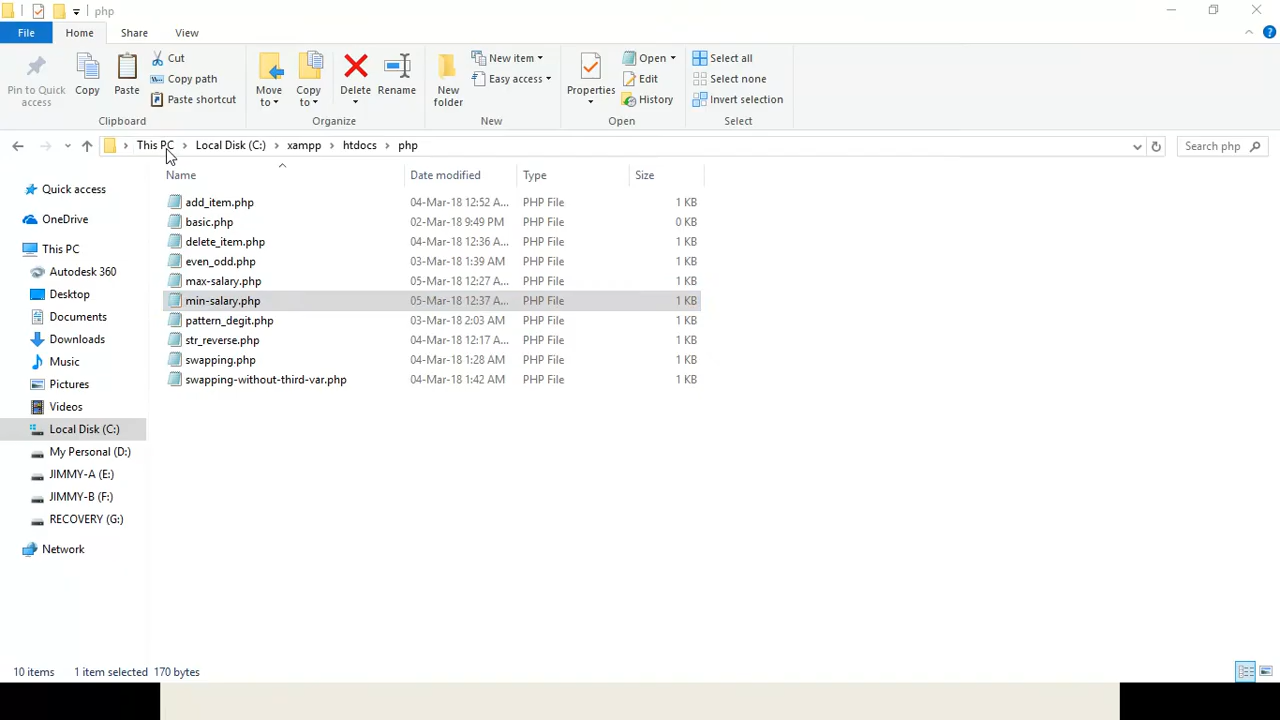 php
File Home Share View
Pin to Quick access
Copy
Paste
Cut
Copy path
Paste shortcut
Clipboard
Move to
Copy to
Delete
Rename
Organize
New folder
New item
Easy access
New
Properties
Open
Edit
History
Open
Select all
Select none
Invert selection
Select
This PC Local Disk (C:) xampp htdocs php
Search php
Quick access
OneDrive
This PC
Autodesk 360
Desktop
Documents
Downloads
Music
Pictures
Videos
Local Disk (C:)
My Personal (D:)
JIMMY-A (E:)
JIMMY-B (F:)
RECOVERY (G:)
Network
Name Date modified Type Size
add_item.php 04-Mar-18 12:52 A... PHP File 1 KB
basic.php 02-Mar-18 9:49 PM PHP File 0 KB
delete_item.php 04-Mar-18 12:36 A... PHP File 1 KB
even_odd.php 03-Mar-18 1:39 AM PHP File 1 KB
max-salary.php 05-Mar-18 12:27 A... PHP File 1 KB
min-salary.php 05-Mar-18 12:37 A... PHP File 1 KB
pattern_degit.php 03-Mar-18 2:03 AM PHP File 1 KB
str_reverse.php 04-Mar-18 12:17 A... PHP File 1 KB
swapping.php 04-Mar-18 1:28 AM PHP File 1 KB
swapping-without-third-var.php 04-Mar-18 1:42 AM PHP File 1 KB
10 items 1 item selected 170 bytes